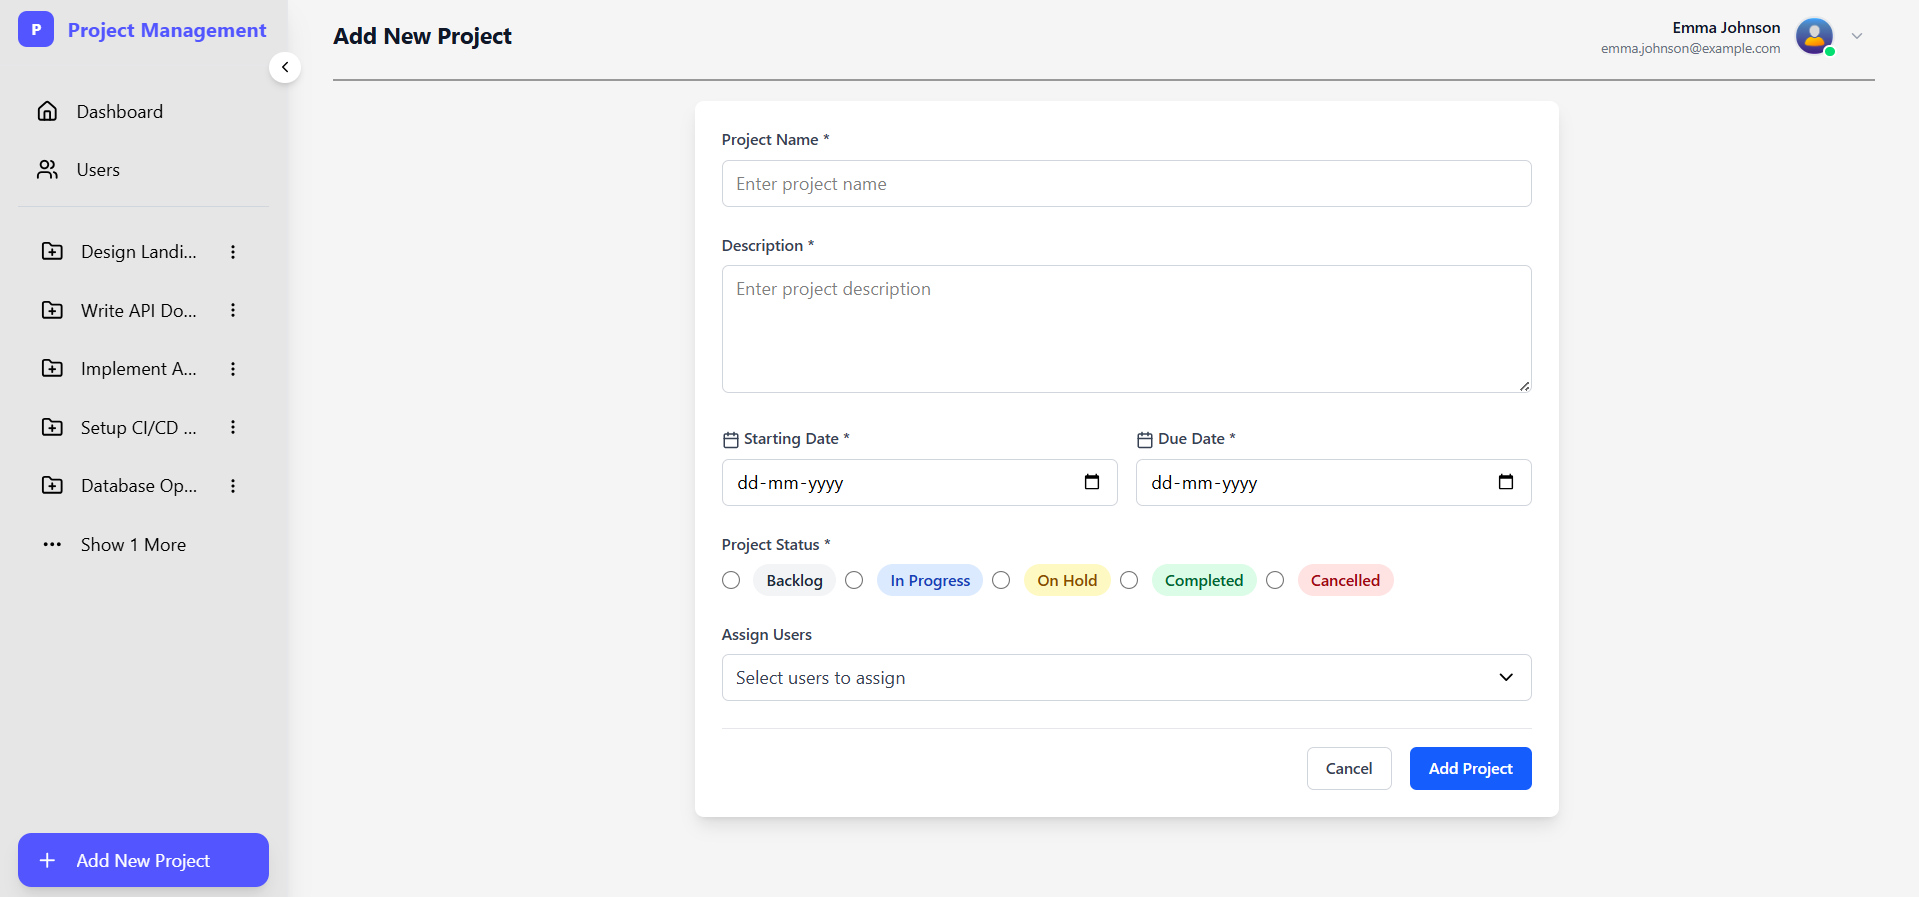 P
Project Management
Dashboard
Users
Design Landi...
Write API Do...
Implement A...
Setup CI/CD ...
Database Op...
Show 1 More
Add New Project
Add New Project
Emma Johnson
emma.johnson@example.com
Project Name *
Enter project name
Description *
Enter project description
Starting Date *
Due Date *
dd-mm-yyyy
dd-mm-yyyy
Project Status *
Backlog In Progress On Hold Completed Cancelled
Assign Users
Select users to assign
Cancel
Add Project